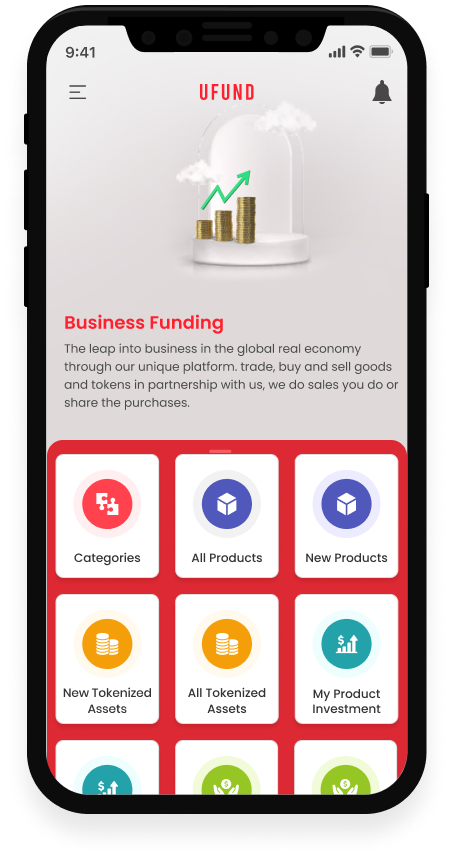 9:41
UFUND
Business Funding
The leap into business in the global real economy
through our unique platform. trade, buy and sell goods
and tokens in partnership with us, we do sales you do or
share the purchases.
Categories
All Products
New Products
New Tokenized
Assets
All Tokenized
Assets
My Product
Investment